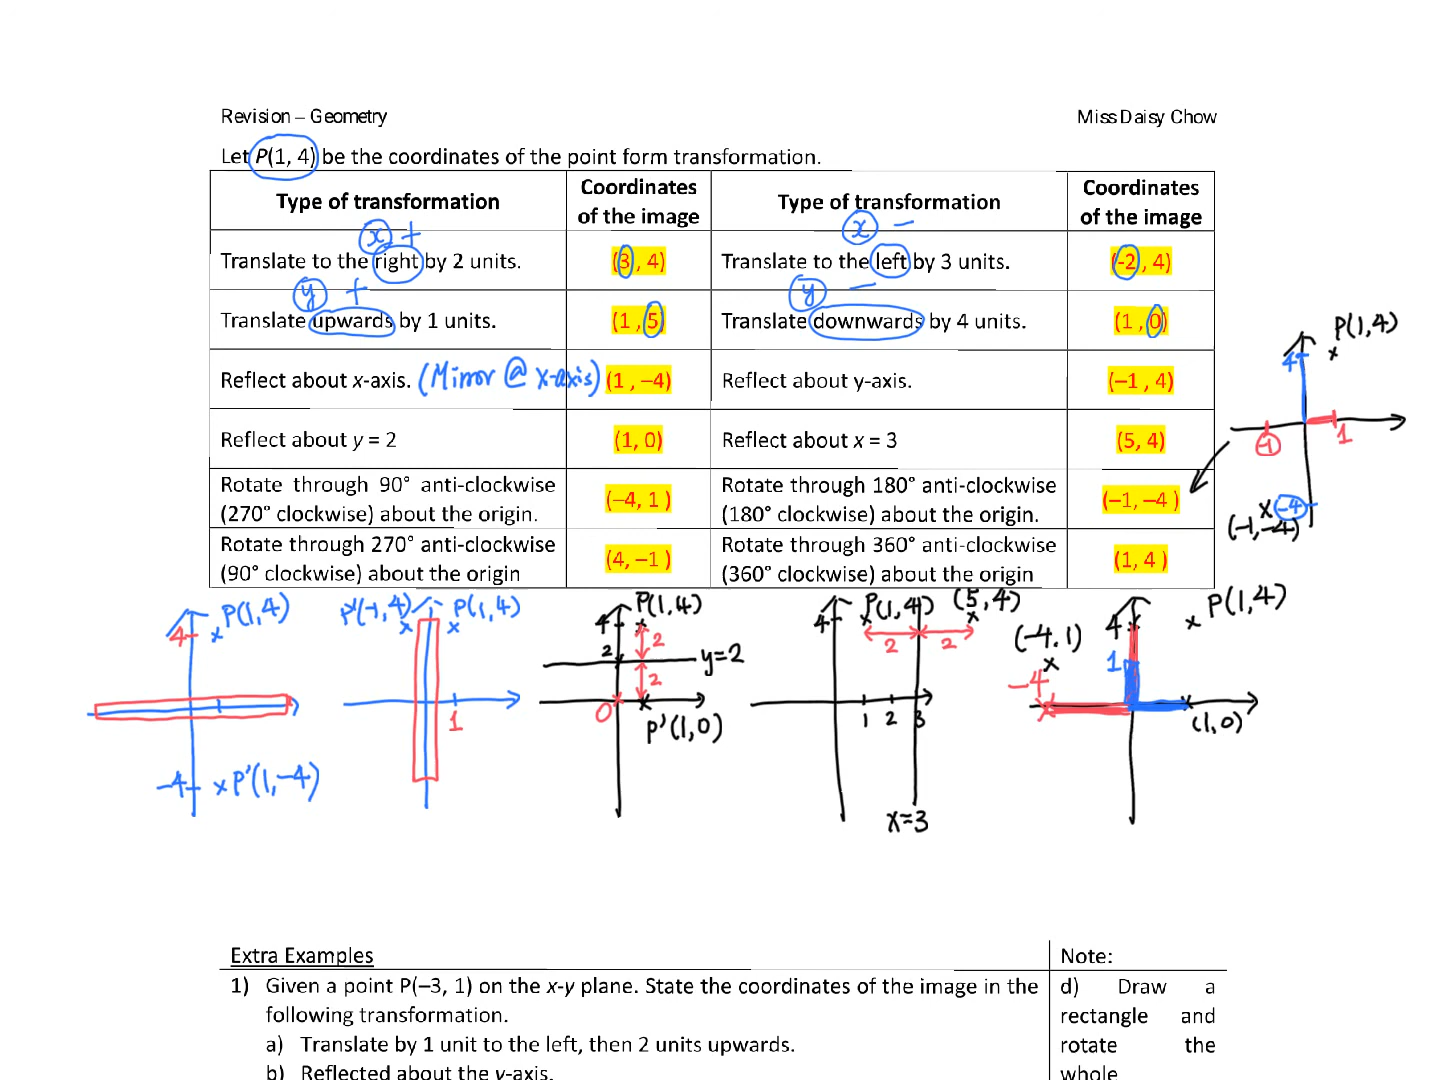 Revision – Geometry Miss Daisy Chow
Let P(1, 4) be the coordinates of the point form transformation.
Type of transformation Coordinates of the image Type of transformation Coordinates of the image
x + x –
Translate to the right by 2 units. (3, 4) Translate to the left by 3 units. (-2, 4)
y + y –
Translate upwards by 1 units. (1 , 5) Translate downwards by 4 units. (1 , 0)
Reflect about x-axis. (Mirror @ x-axis) (1 , –4) Reflect about y-axis. (–1 , 4)
Reflect about y = 2 (1, 0) Reflect about x = 3 (5, 4)
Rotate through 90° anti-clockwise (270° clockwise) about the origin. (–4, 1 ) Rotate through 180° anti-clockwise (180° clockwise) about the origin. (–1, –4 )
Rotate through 270° anti-clockwise (90° clockwise) about the origin (4, –1 ) Rotate through 360° anti-clockwise (360° clockwise) about the origin (1, 4 )
P(1,4)
4
-1 1
-4
(-1,-4)
P(1,4)
4
-4 P'(1,-4)
P'(-1,4) P(1,4)
1
P(1,4)
4
2 2
y=2
2
0
P'(1,0)
P(1,4) (5,4)
4
2 2
1 2 3
x=3
P(1,4)
4
(-4,1)
1
-4
(1,0)
Extra Examples Note:
1) Given a point P(–3, 1) on the x-y plane. State the coordinates of the image in the
following transformation.
a) Translate by 1 unit to the left, then 2 units upwards.
b) Reflected about the y-axis.
d) Draw a
rectangle and
rotate the
whole